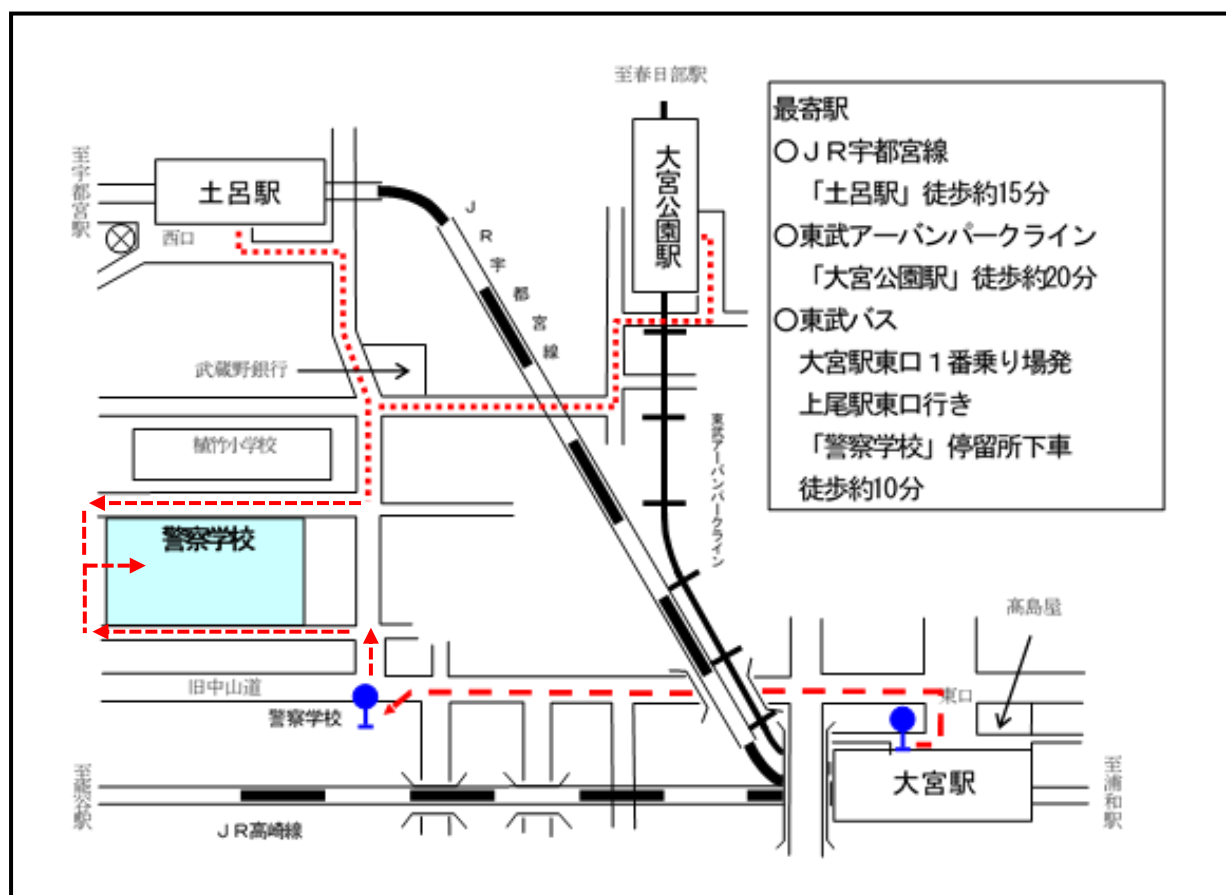 至春日部駅
至宇都宮駅
土呂駅
西口
大宮公園駅
ＪＲ宇都宮線
最寄駅
○ＪＲ宇都宮線
「土呂駅」徒歩約15分
○東武アーバンパークライン
「大宮公園駅」徒歩約20分
○東武バス
大宮駅東口１番乗り場発
上尾駅東口行き
「警察学校」停留所下車
徒歩約10分
武蔵野銀行
植竹小学校
東武アーバンパークライン
警察学校
高島屋
旧中山道
警察学校
東口
大宮駅
至熊谷駅
至浦和駅
ＪＲ高崎線